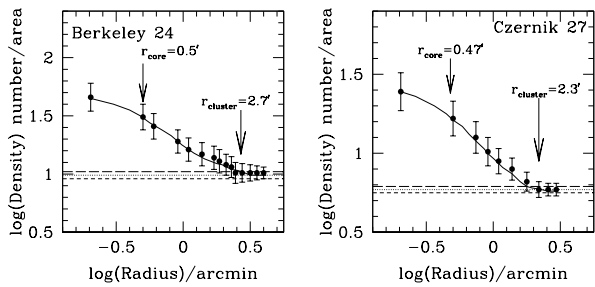 Berkeley 24
r_core=0.5′
r_cluster=2.7′
log(Density) number/area
2
1.5
1
0.5
−0.5 0 0.5
log(Radius)/arcmin
Czernik 27
r_core=0.47′
r_cluster=2.3′
log(Density) number/area
1.5
1
0.5
−0.5 0 0.5
log(Radius)/arcmin